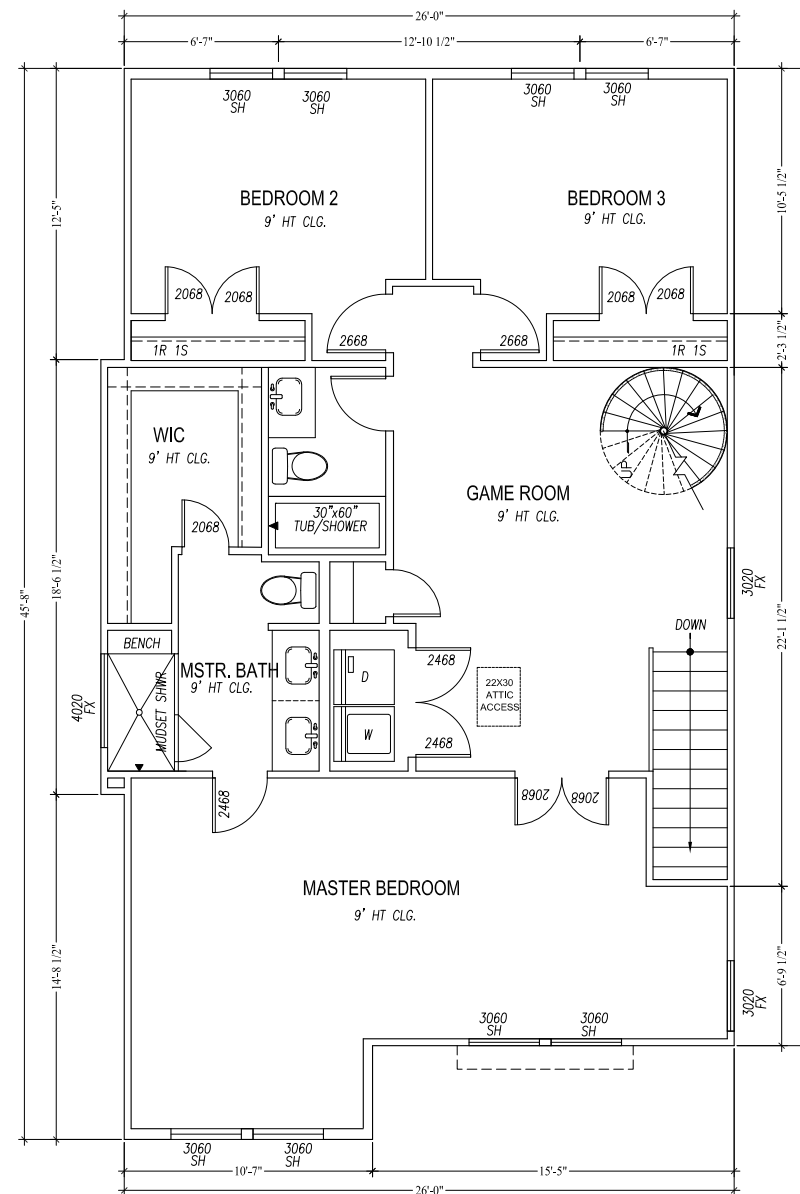 26'-0"
6'-7"
12'-10 1/2"
6'-7"
3060
SH
3060
SH
3060
SH
3060
SH
12'-5"
10'-5 1/2"
BEDROOM 2
9' HT CLG.
BEDROOM 3
9' HT CLG.
2068
2068
2068
2068
2668
2668
1R 1S
1R 1S
2'-3 1/2"
WIC
9' HT CLG.
UP
GAME ROOM
9' HT CLG.
30"x60"
TUB/SHOWER
2068
3020
FX
45'-8"
18'-6 1/2"
22'-1 1/2"
DOWN
BENCH
MSTR. BATH
9' HT CLG.
MUDSET SHWR
4020
FX
D
W
2468
2468
22X30
ATTIC
ACCESS
2468
2068
2068
MASTER BEDROOM
9' HT CLG.
14'-8 1/2"
6'-9 1/2"
3020
FX
3060
SH
3060
SH
3060
SH
3060
SH
10'-7"
15'-5"
26'-0"